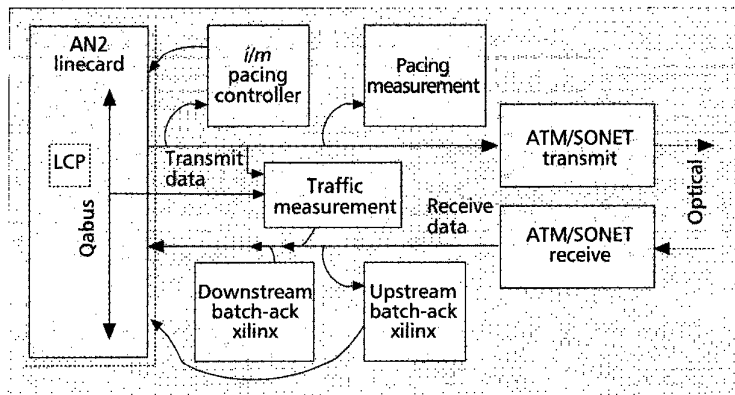 AN2
linecard
LCP
Qabus
i/m
pacing
controller
Pacing
measurement
ATM/SONET
transmit
Transmit
data
Traffic
measurement
Receive
data
ATM/SONET
receive
Optical
Downstream
batch-ack
xilinx
Upstream
batch-ack
xilinx